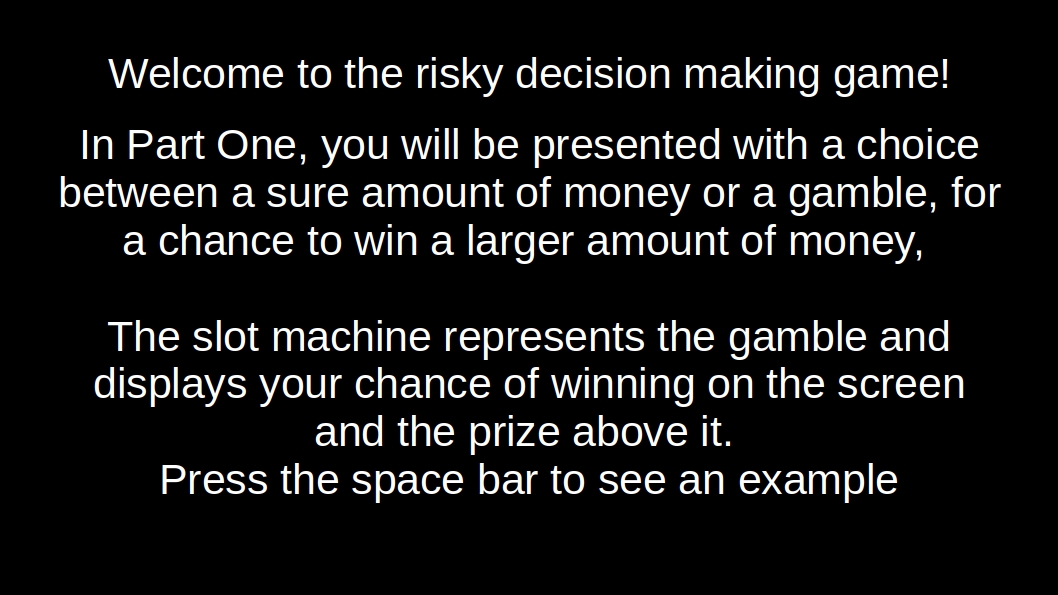 Welcome to the risky decision making game!
In Part One, you will be presented with a choice
between a sure amount of money or a gamble, for
a chance to win a larger amount of money,
The slot machine represents the gamble and
displays your chance of winning on the screen
and the prize above it.
Press the space bar to see an example